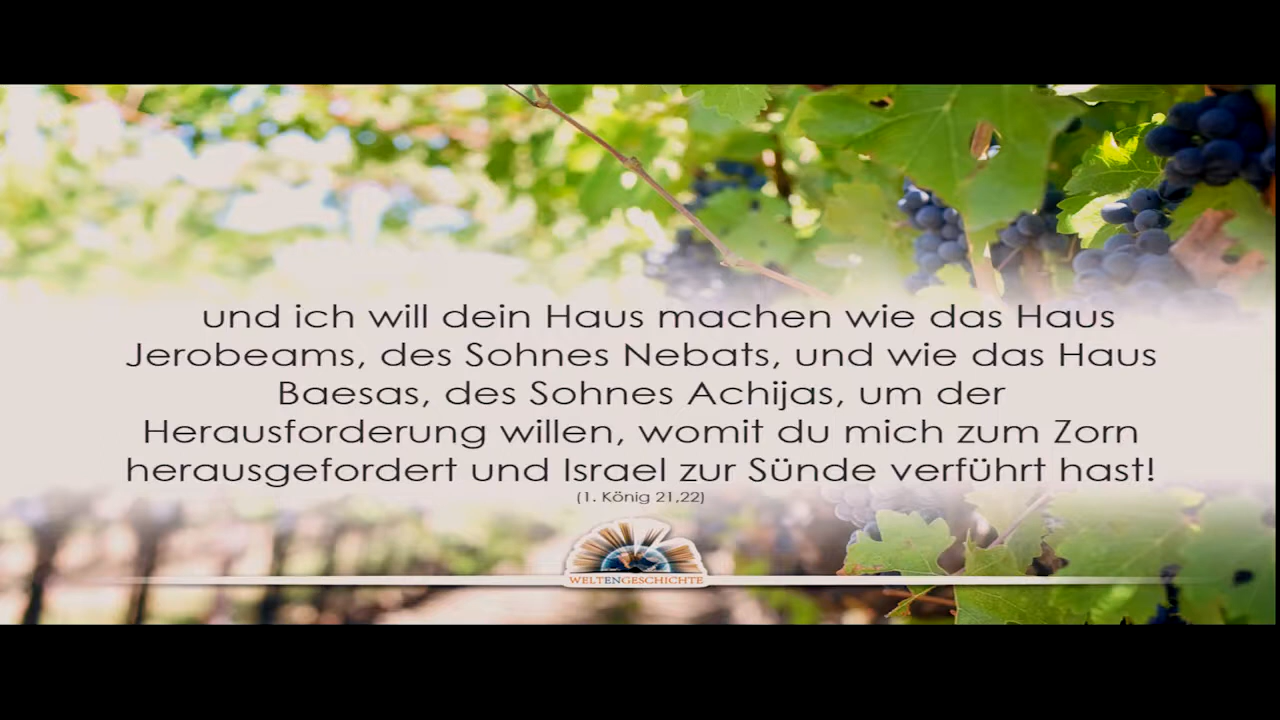 und ich will dein Haus machen wie das Haus
Jerobeams, des Sohnes Nebats, und wie das Haus
Baesas, des Sohnes Achijas, um der
Herausforderung willen, womit du mich zum Zorn
herausgefordert und Israel zur Sünde verführt hast!
(1. König 21,22)
WELTENGESCHICHTE